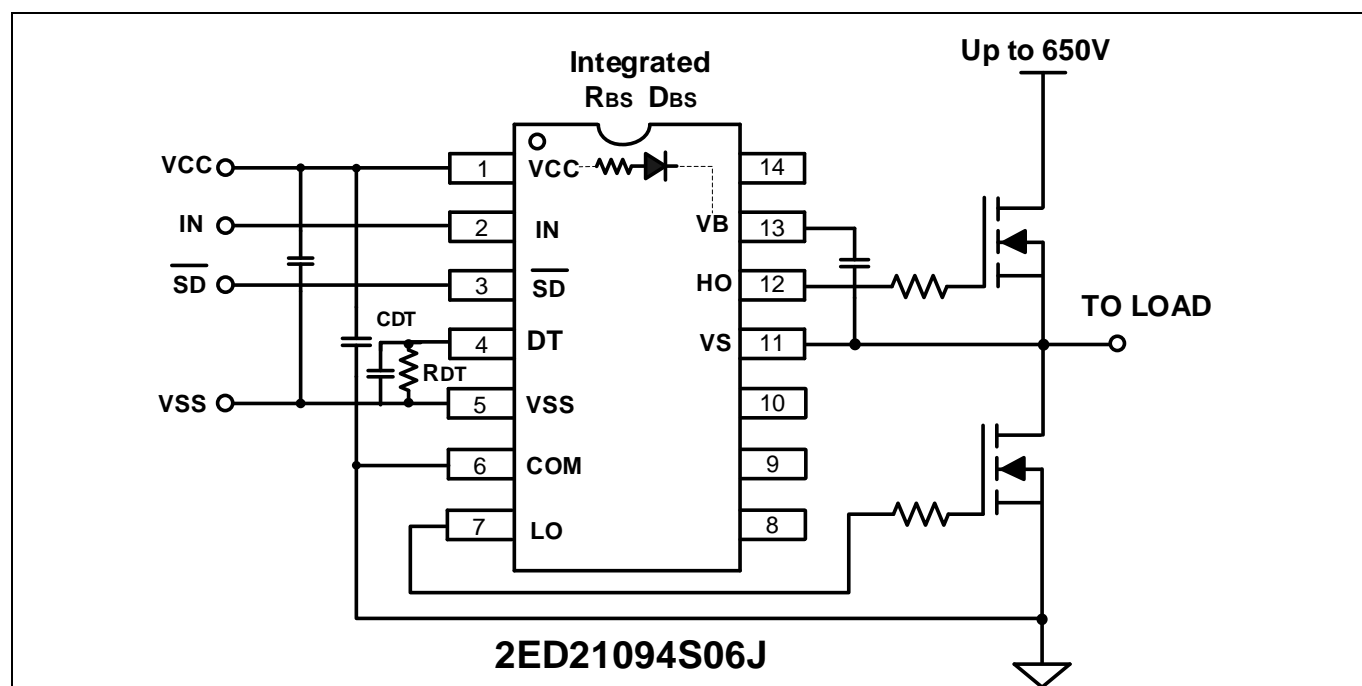 Up to 650V
Integrated
RBS DBS
VCC 1 VCC 14
IN 2 IN VB 13
SD 3 SD HO 12
CDT
4 DT VS 11 TO LOAD
RDT
VSS 5 VSS 10
6 COM 9
7 LO 8
2ED21094S06J